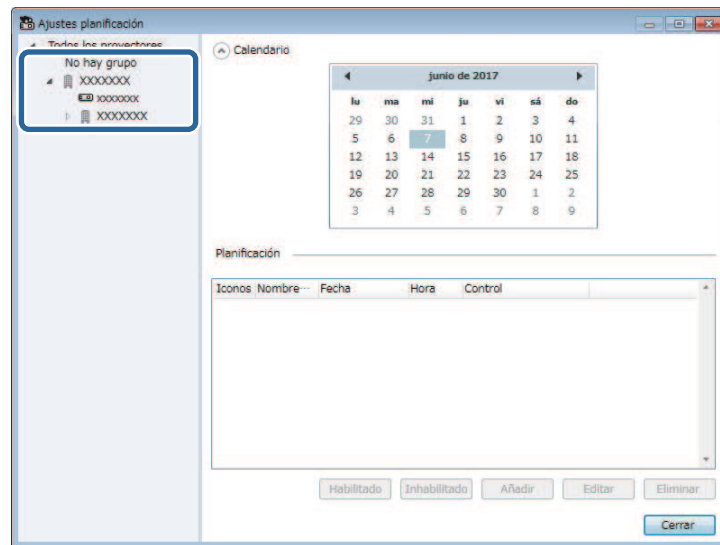 Ajustes planificación
Todos los proyectores
No hay grupo
XXXXXXX
xxxxxxx
XXXXXXX
Calendario
junio de 2017
lu ma mi ju vi sá do
29 30 31 1 2 3 4
5 6 7 8 9 10 11
12 13 14 15 16 17 18
19 20 21 22 23 24 25
26 27 28 29 30 1 2
3 4 5 6 7 8 9
Planificación
Iconos Nombre··· Fecha Hora Control
Habilitado Inhabilitado Añadir Editar Eliminar
Cerrar